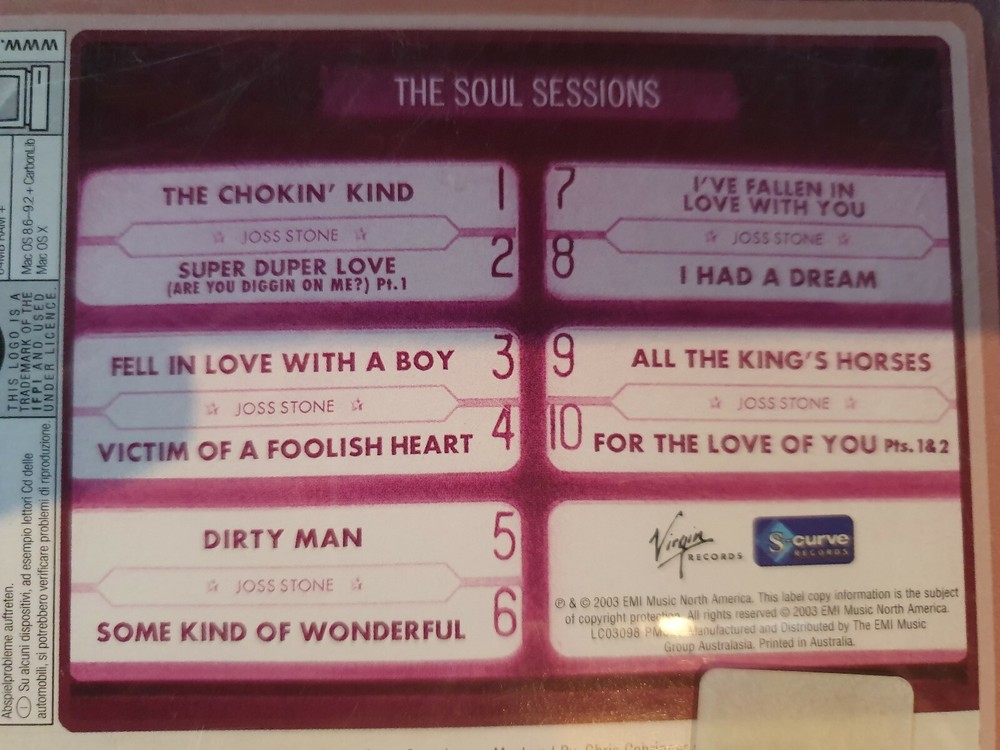 THE SOUL SESSIONS
THE CHOKIN' KIND 1
☆ JOSS STONE ☆
SUPER DUPER LOVE 2
(ARE YOU DIGGIN ON ME?) Pt.1
FELL IN LOVE WITH A BOY 3
☆ JOSS STONE ☆
VICTIM OF A FOOLISH HEART 4
DIRTY MAN 5
☆ JOSS STONE ☆
SOME KIND OF WONDERFUL 6
7 I'VE FALLEN IN
LOVE WITH YOU
☆ JOSS STONE ☆
8 I HAD A DREAM
9 ALL THE KING'S HORSES
☆ JOSS STONE ☆
10 FOR THE LOVE OF YOU Pts. 1&2
Virgin
RECORDS
S-curve
RECORDS
℗ & © 2003 EMI Music North America. This label copy information is the subject
of copyright protection. All rights reserved © 2003 EMI Music North America.
LC03098 Manufactured and Distributed by The EMI Music
Group Australasia. Printed in Australia.
www.
Mac OS 8.6–9.2 + CarbonLib
Mac OS X
THIS LOGO IS A
TRADEMARK OF THE
IFPI AND USED
UNDER LICENCE.
Abspielprobleme auftreten.
Su alcuni dispositivi, ad esempio lettori Cd delle
automobili, si potrebbero verificare problemi di riproduzione.